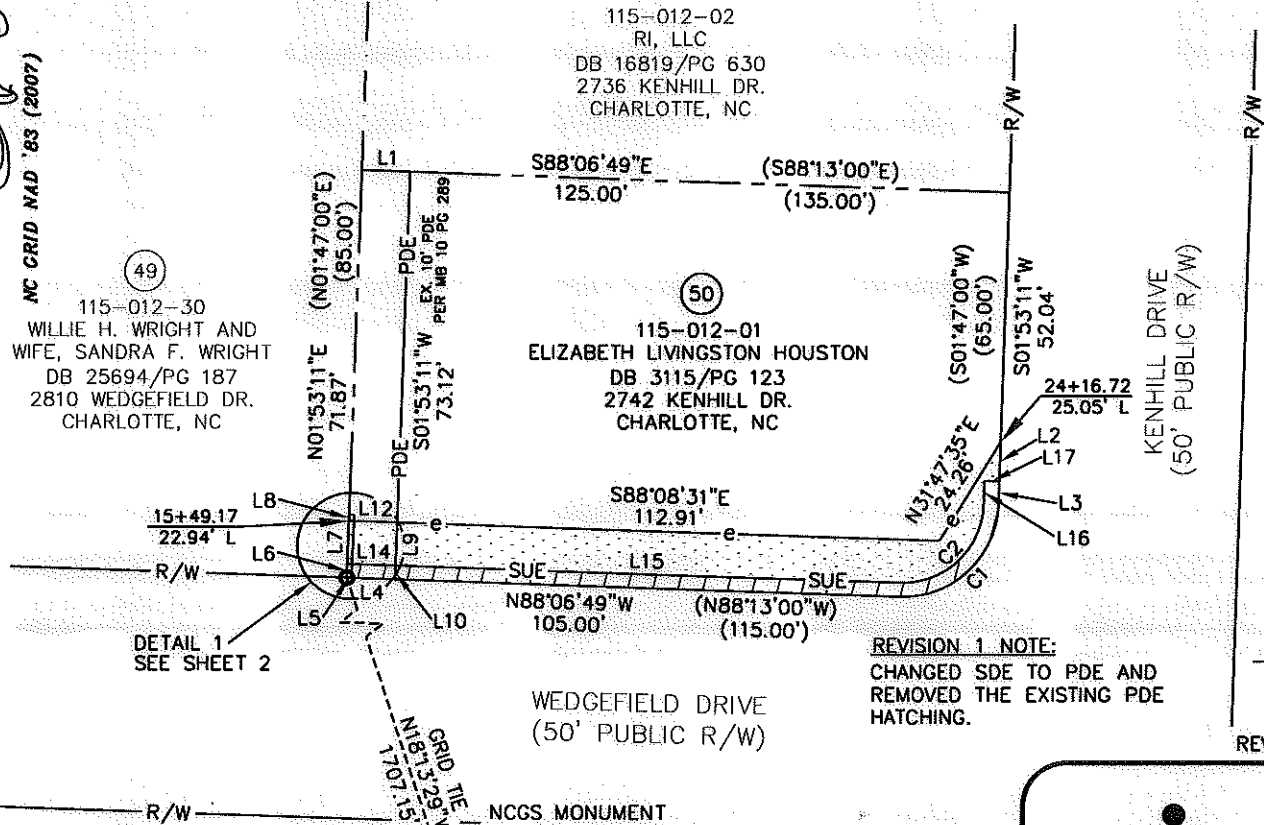 NC GRID NAD '83 (2007)
115-012-02
RI, LLC
DB 16819/PG 630
2736 KENHILL DR.
CHARLOTTE, NC
R/W
R/W
L1
S88°06'49"E
125.00'
(S88°13'00"E)
(135.00')
(N01°47'00"E)
(85.00')
N01°53'11"E
71.87'
PDE
EX. 10' PDE
PER MB 10 PG 289
S01°53'11"W
73.12'
PDE
49
115-012-30
WILLIE H. WRIGHT AND
WIFE, SANDRA F. WRIGHT
DB 25694/PG 187
2810 WEDGEFIELD DR.
CHARLOTTE, NC
50
115-012-01
ELIZABETH LIVINGSTON HOUSTON
DB 3115/PG 123
2742 KENHILL DR.
CHARLOTTE, NC
(S01°47'00"W)
(65.00')
S01°53'11"W
52.04'
KENHILL DRIVE
(50' PUBLIC R/W)
24+16.72
25.05' L
L2
L17
L3
L16
N31°47'35"E
24.26'
e
S88°08'31"E
112.91'
15+49.17
22.94' L
L8
L12
e
e
L7
L14
L9
L6
R/W
L4
L5
L10
SUE
L15
SUE
C2
C1
N88°06'49"W
105.00'
(N88°13'00"W)
(115.00')
DETAIL 1
SEE SHEET 2
REVISION 1 NOTE:
CHANGED SDE TO PDE AND
REMOVED THE EXISTING PDE
HATCHING.
WEDGEFIELD DRIVE
(50' PUBLIC R/W)
GRID TIE
N18°13'29"W
1707.15'
R/W
NCGS MONUMENT